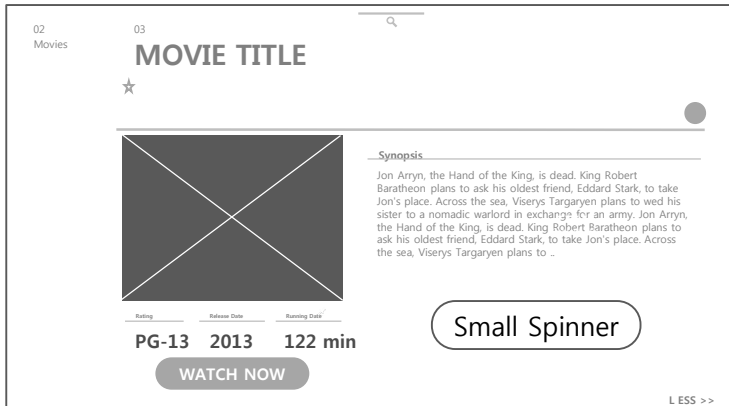 02
Movies
03
MOVIE TITLE
Synopsis
Jon Arryn, the Hand of the King, is dead. King Robert
Baratheon plans to ask his oldest friend, Eddard Stark, to take
Jon's place. Across the sea, Viserys Targaryen plans to wed his
sister to a nomadic warlord in exchange for an army. Jon Arryn,
the Hand of the King, is dead. King Robert Baratheon plans to
ask his oldest friend, Eddard Stark, to take Jon's place. Across
the sea, Viserys Targaryen plans to ..
Rating Release Date Running Date
PG-13 2013 122 min
Small Spinner
WATCH NOW
L ESS >>